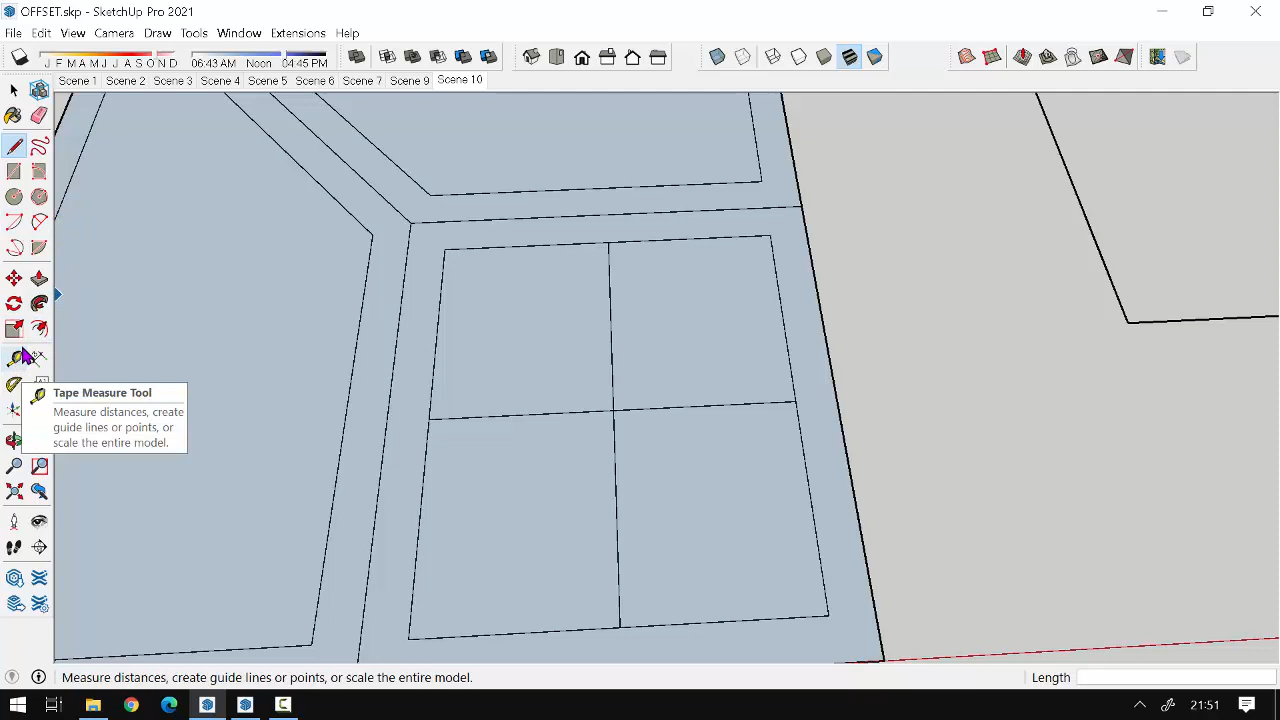 OFFSET.skp - SketchUp Pro 2021
File Edit View Camera Draw Tools Window Extensions Help
J F M A M J J A S O N D 06:43 AM Noon 04:45 PM
Scene 1 Scene 2 Scene 3 Scene 4 Scene 5 Scene 6 Scene 7 Scene 9 Scene 10
Tape Measure Tool
Measure distances, create
guide lines or points, or
scale the entire model.
Measure distances, create guide lines or points, or scale the entire model. Length
21:51